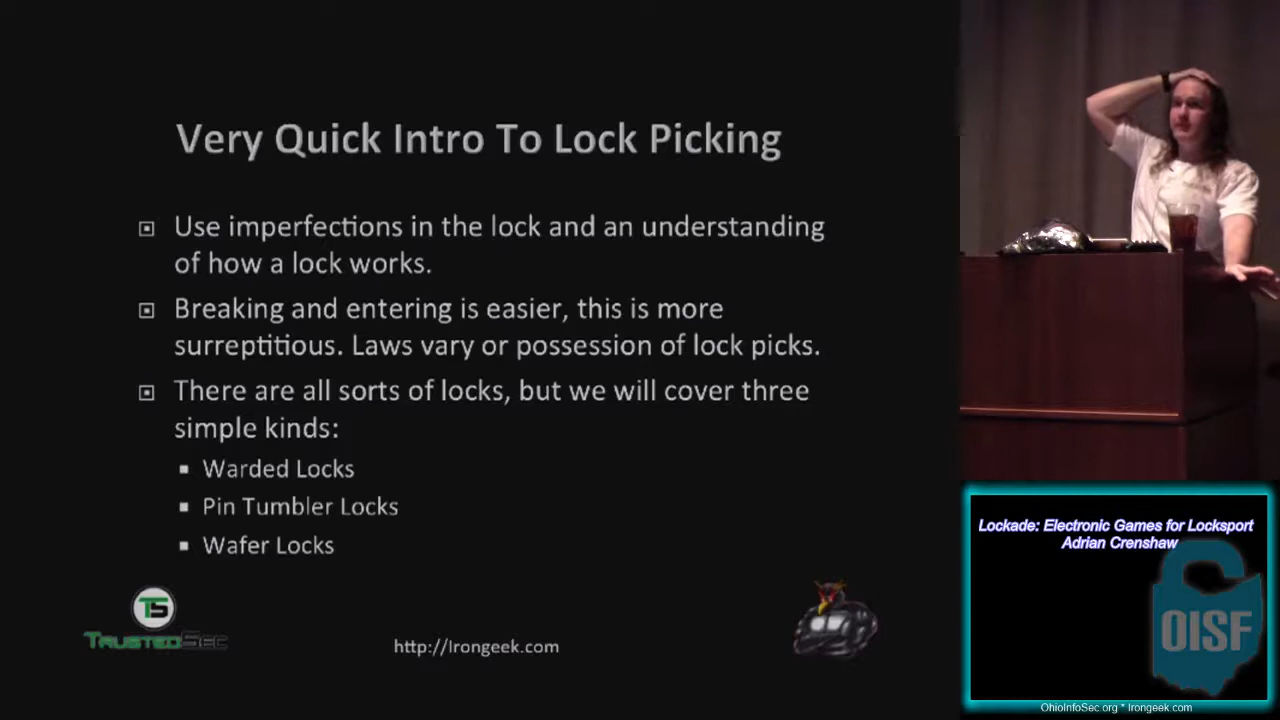 Very Quick Intro To Lock Picking
Use imperfections in the lock and an understanding
of how a lock works.
Breaking and entering is easier, this is more
surreptitious. Laws vary or possession of lock picks.
There are all sorts of locks, but we will cover three
simple kinds:
Warded Locks
Pin Tumbler Locks
Wafer Locks
TS
TRUSTEDSEC
http://Irongeek.com
Lockade: Electronic Games for Locksport
Adrian Crenshaw
OISF
OhioInfoSec.org * Irongeek.com